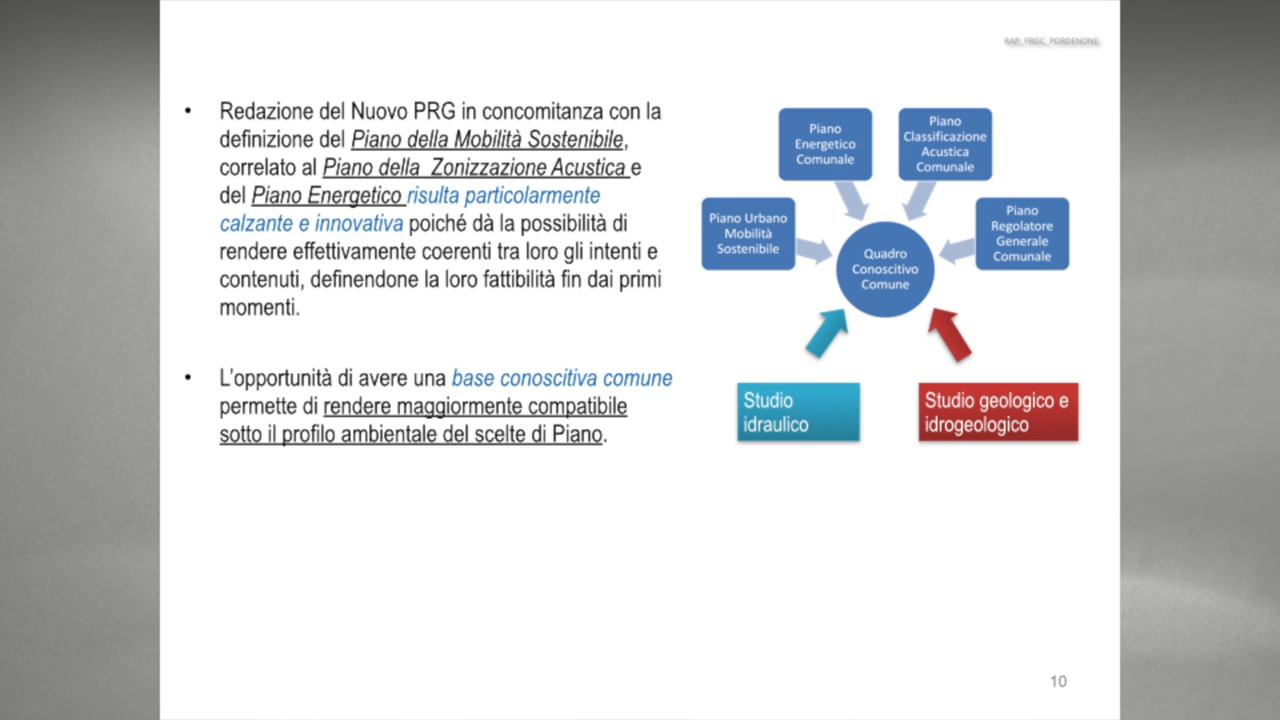 RAP_PRGC_PORDENONE
• Redazione del Nuovo PRG in concomitanza con la
definizione del Piano della Mobilità Sostenibile,
correlato al Piano della Zonizzazione Acustica e
del Piano Energetico risulta particolarmente
calzante e innovativa poiché dà la possibilità di
rendere effettivamente coerenti tra loro gli intenti e
contenuti, definendone la loro fattibilità fin dai primi
momenti.
• L'opportunità di avere una base conoscitiva comune
permette di rendere maggiormente compatibile
sotto il profilo ambientale del scelte di Piano.
Piano
Energetico
Comunale
Piano
Classificazione
Acustica
Comunale
Piano Urbano
Mobilità
Sostenibile
Piano
Regolatore
Generale
Comunale
Quadro
Conoscitivo
Comune
Studio
idraulico
Studio geologico e
idrogeologico
10